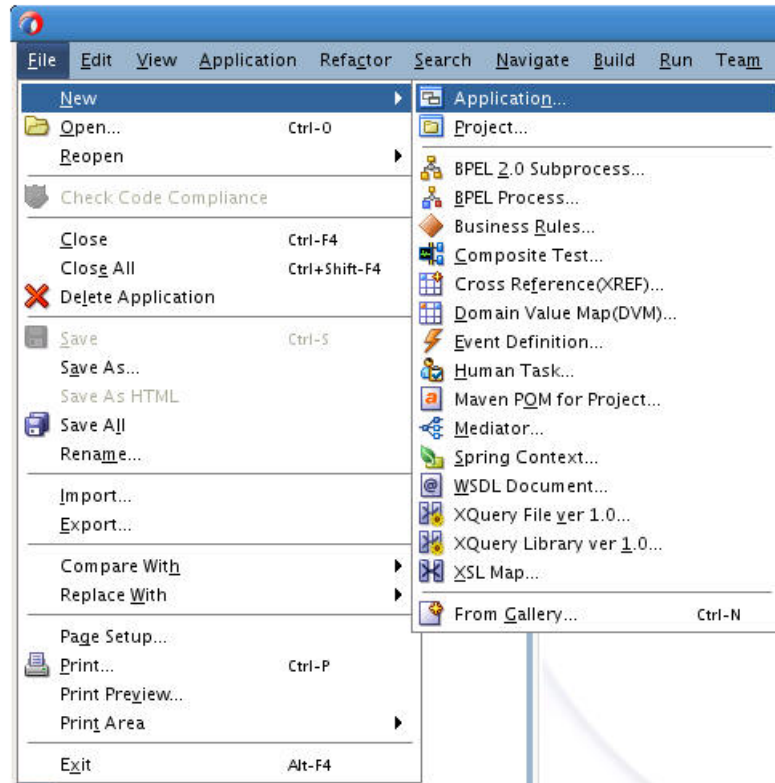 File Edit View Application Refactor Search Navigate Build Run Team
New
Open... Ctrl-O
Reopen
Check Code Compliance
Close Ctrl-F4
Close All Ctrl+Shift-F4
Delete Application
Save Ctrl-S
Save As...
Save As HTML
Save All
Rename...
Import...
Export...
Compare With
Replace With
Page Setup...
Print... Ctrl-P
Print Preview...
Print Area
Exit Alt-F4
Application...
Project...
BPEL 2.0 Subprocess...
BPEL Process...
Business Rules...
Composite Test...
Cross Reference(XREF)...
Domain Value Map(DVM)...
Event Definition...
Human Task...
Maven POM for Project...
Mediator...
Spring Context...
WSDL Document...
XQuery File ver 1.0...
XQuery Library ver 1.0...
XSL Map...
From Gallery... Ctrl-N